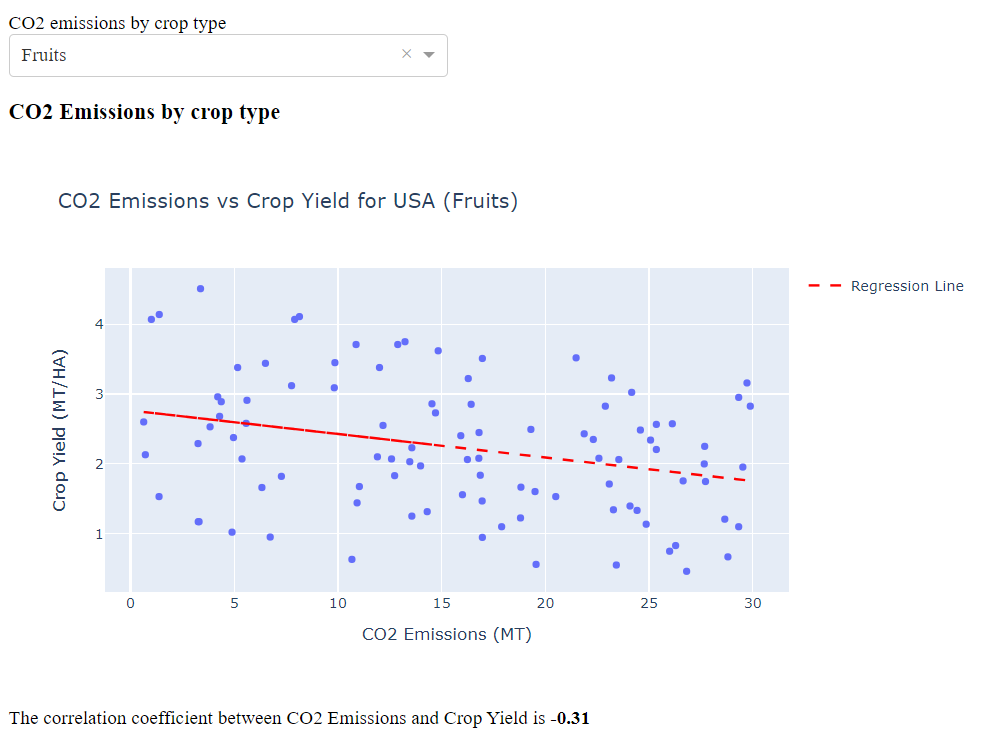 CO2 emissions by crop type
Fruits
CO2 Emissions by crop type
CO2 Emissions vs Crop Yield for USA (Fruits)
Regression Line
Crop Yield (MT/HA)
4
3
2
1
0 5 10 15 20 25 30
CO2 Emissions (MT)
The correlation coefficient between CO2 Emissions and Crop Yield is -0.31